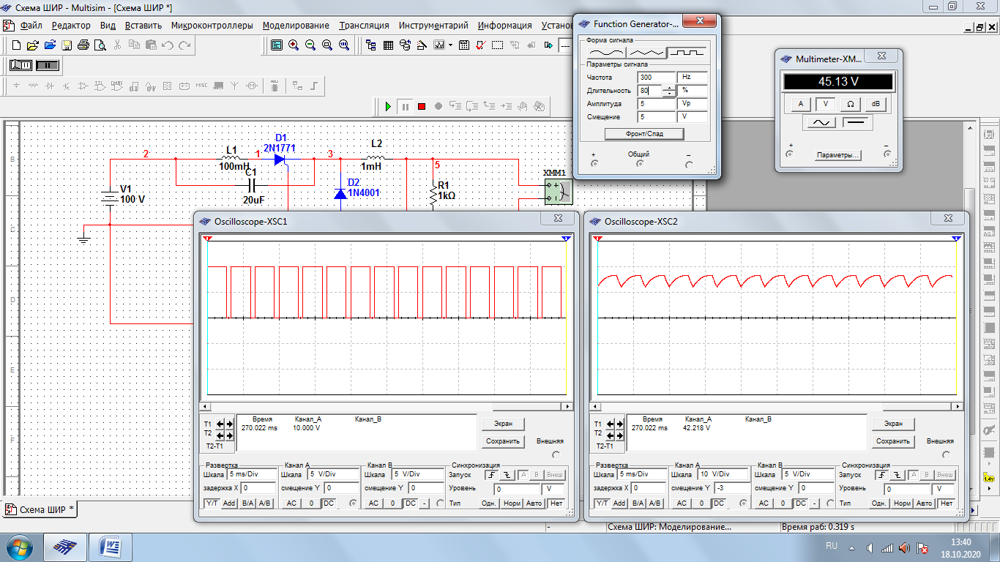 Схема ШИР - Multisim - [Схема ШИР *]
Файл Редактор Вид Вставить Микроконтроллеры Моделирование Трансляция Инструментарий Информация Устано
MISC
Function Generator-...
Форма сигнала
Параметры сигнала
Частота 300 Hz
Длительность 80 %
Амплитуда 5 Vp
Смещение 5 V
Фронт/Спад
+ Общий –
Multimeter-XM...
45.13 V
A V Ω dB
+ Параметры... –
B
C
D
E
F
2
L1
100mH
1
D1
2N1771
3
L2
1mH
5
C1
20uF
D2
1N4001
R1
1kΩ
V1
100 V
XMM1
Oscilloscope-XSC1
Время Канал_A Канал_B
T1 270.022 ms 10.000 V
T2
T2-T1
Экран
Сохранить
Внешняя
Развертка Канал A Канал B Синхронизация
Шкала 5 ms/Div Шкала 5 V/Div Шкала 5 V/Div Запуск A B Внеш
задержка X 0 смещение Y 0 смещение Y 0 Уровень 0 V
Y/T Add B/A A/B AC 0 DC AC 0 DC - Тип Одн. Норм Авто Нет
Oscilloscope-XSC2
Время Канал_A Канал_B
T1 270.022 ms 42.218 V
T2
T2-T1
Экран
Сохранить
Внешняя
Развертка Канал A Канал B Синхронизация
Шкала 5 ms/Div Шкала 10 V/Div Шкала 5 V/Div Запуск A B Внеш
задержка X 0 смещение Y -3 смещение Y 0 Уровень 0 V
Y/T Add B/A A/B AC 0 DC AC 0 DC - Тип Одн. Норм Авто Нет
1.4v
Схема ШИР *
- Схема ШИР: Моделирование... Время раб: 0.319 s
RU
13:40
18.10.2020